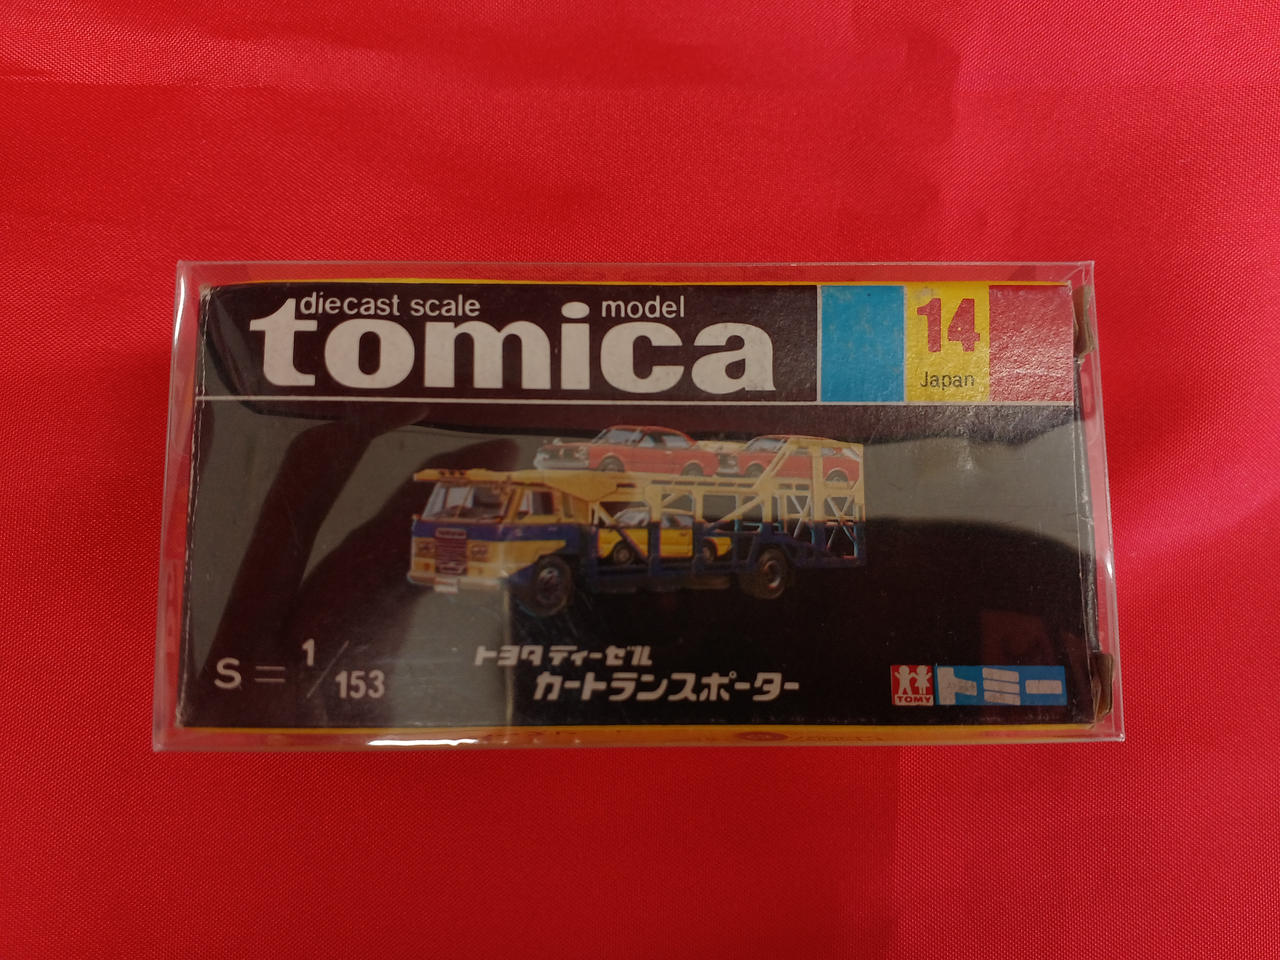 diecast scale model
tomica
14
Japan
S = 1/153
トヨタ ディーゼル
カートランスポーター
TOMY
トミー